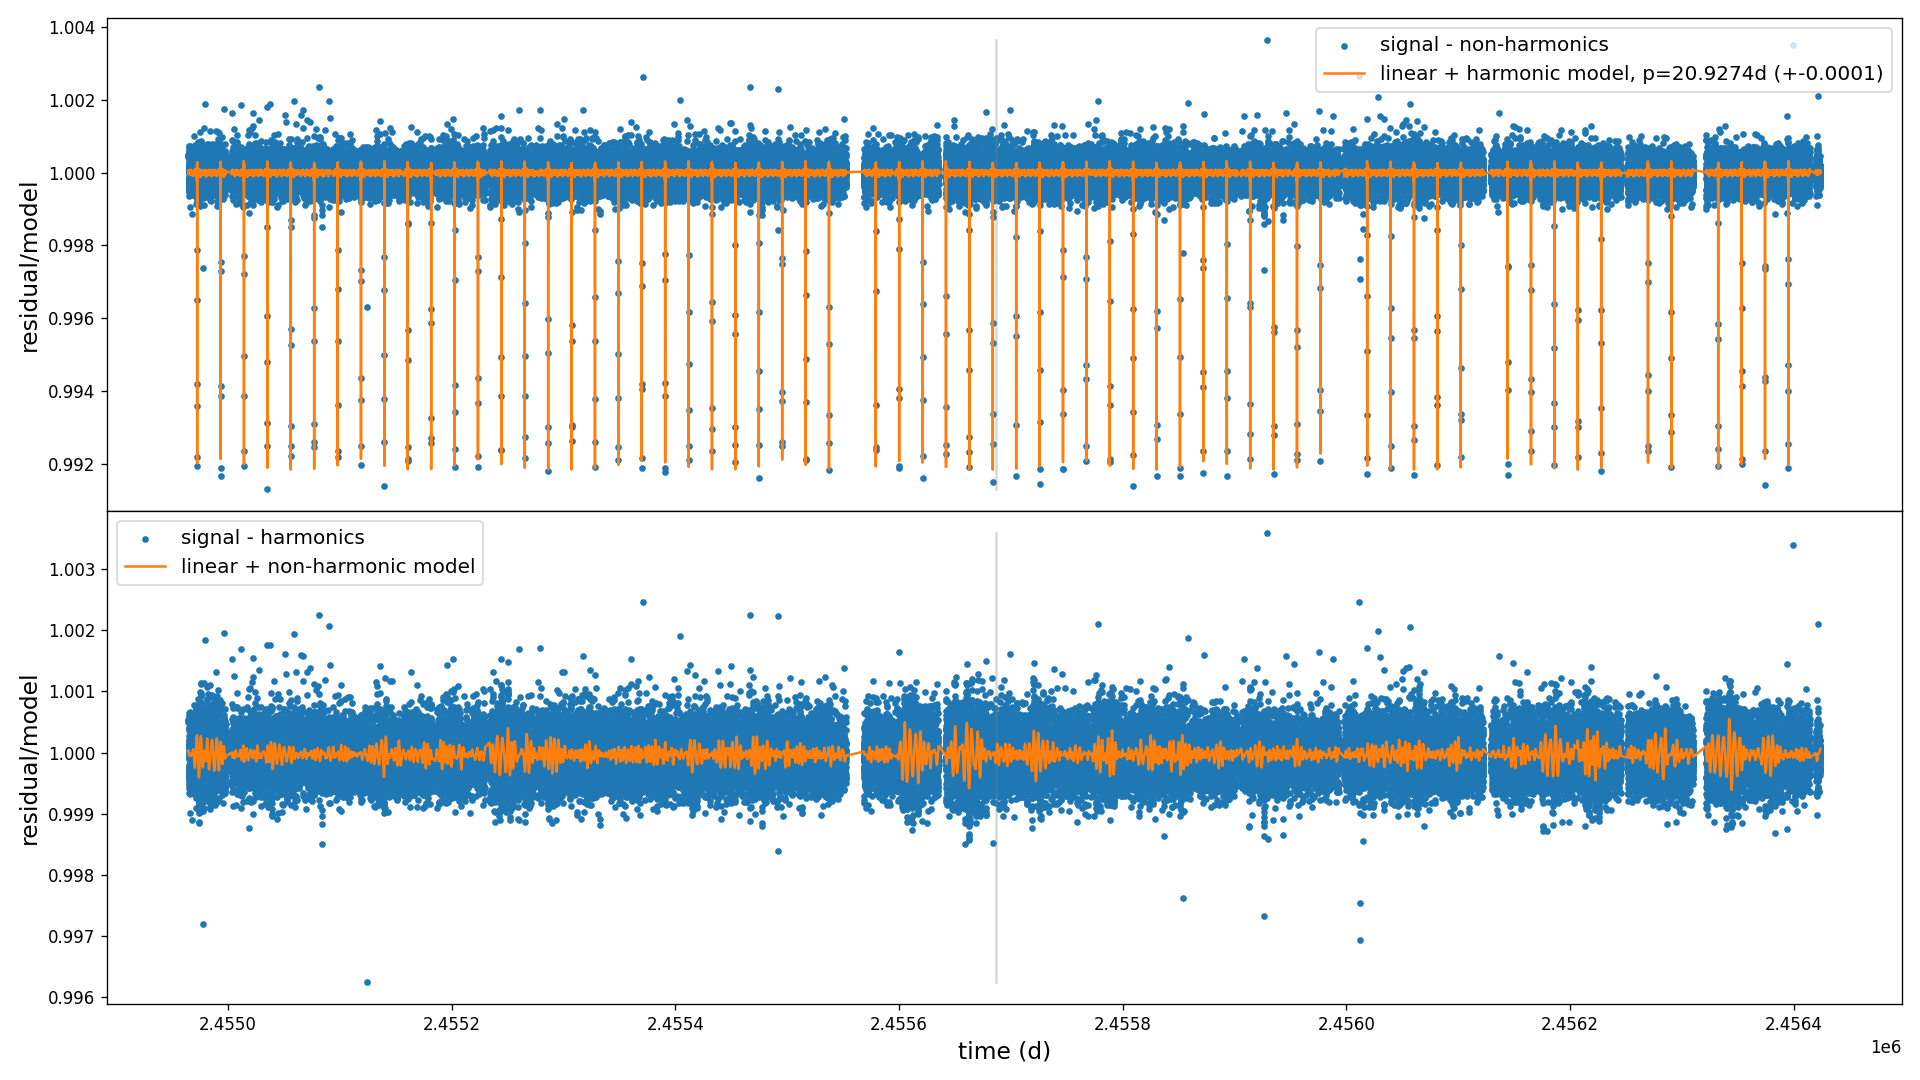 1.004
1.002
1.000
0.998
0.996
0.994
0.992
residual/model
signal - non-harmonics
linear + harmonic model, p=20.9274d (+-0.0001)
signal - harmonics
linear + non-harmonic model
1.003
1.002
1.001
1.000
0.999
0.998
0.997
0.996
residual/model
2.4550 2.4552 2.4554 2.4556 2.4558 2.4560 2.4562 2.4564
1e6
time (d)